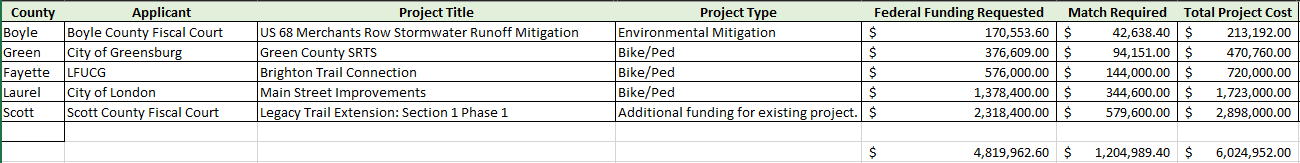 County Applicant Project Title Project Type Federal Funding Requested Match Required Total Project Cost
Boyle Boyle County Fiscal Court US 68 Merchants Row Stormwater Runoff Mitigation Environmental Mitigation $ 170,553.60 $ 42,638.40 $ 213,192.00
Green City of Greensburg Green County SRTS Bike/Ped $ 376,609.00 $ 94,151.00 $ 470,760.00
Fayette LFUCG Brighton Trail Connection Bike/Ped $ 576,000.00 $ 144,000.00 $ 720,000.00
Laurel City of London Main Street Improvements Bike/Ped $ 1,378,400.00 $ 344,600.00 $ 1,723,000.00
Scott Scott County Fiscal Court Legacy Trail Extension: Section 1 Phase 1 Additional funding for existing project. $ 2,318,400.00 $ 579,600.00 $ 2,898,000.00
$ 4,819,962.60 $ 1,204,989.40 $ 6,024,952.00